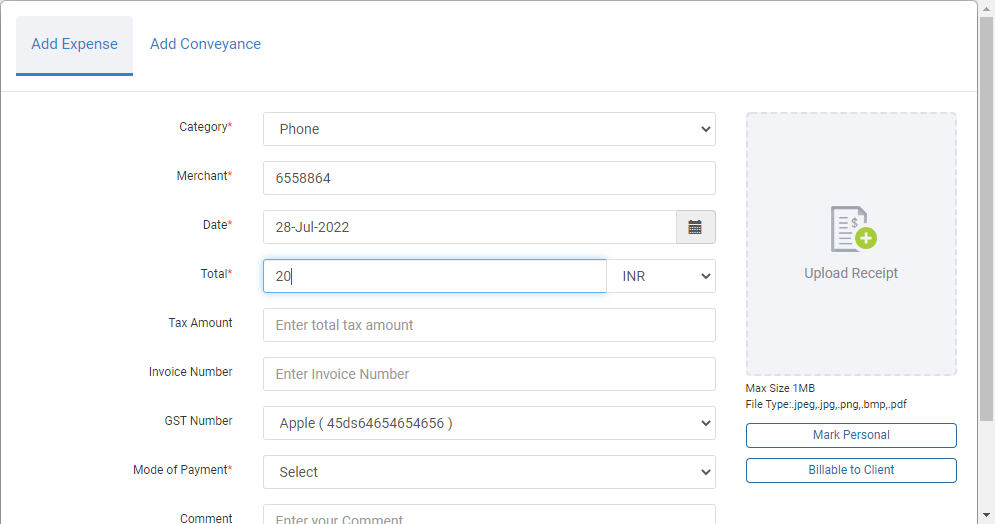 Add Expense Add Conveyance
Category* Phone
Merchant* 6558864
Date* 28-Jul-2022
Total* 20 INR
Tax Amount Enter total tax amount
Invoice Number Enter Invoice Number
GST Number Apple ( 45ds64654654656 )
Mode of Payment* Select
Comment Enter your Comment
$
Upload Receipt
Max Size 1MB
File Type:.jpeg,.jpg,.png,.bmp,.pdf
Mark Personal
Billable to Client